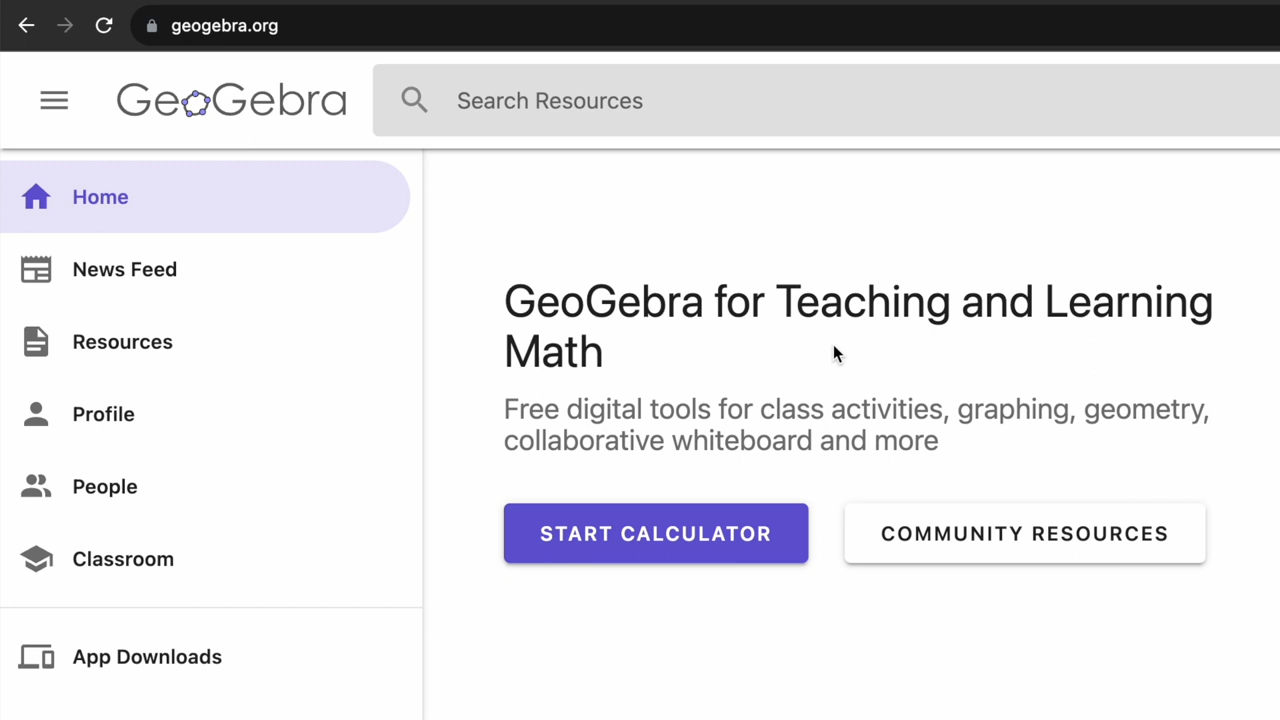 geogebra.org
GeoGebra
Search Resources
Home
News Feed
Resources
Profile
People
Classroom
App Downloads
GeoGebra for Teaching and Learning
Math
Free digital tools for class activities, graphing, geometry,
collaborative whiteboard and more
START CALCULATOR
COMMUNITY RESOURCES